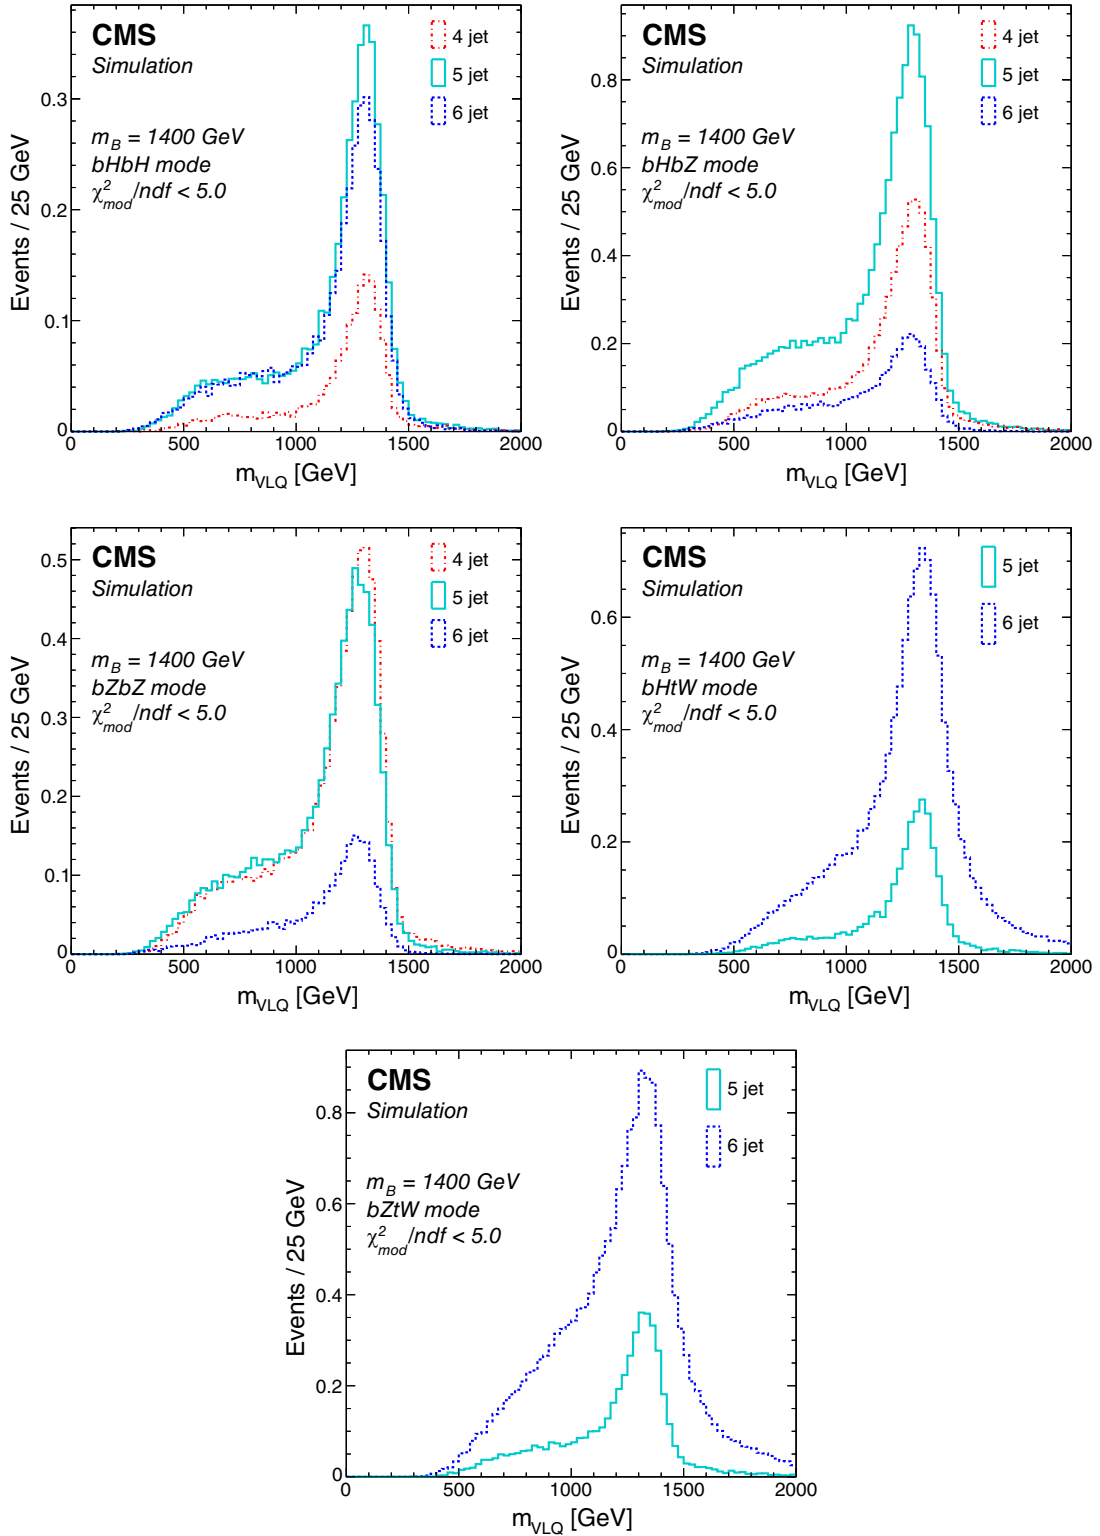 CMS
Simulation
m_B = 1400 GeV
bHbH mode
χ²_mod/ndf < 5.0
4 jet
5 jet
6 jet
Events / 25 GeV
0.3
0.2
0.1
0
0 500 1000 1500 2000
m_VLQ [GeV]
CMS
Simulation
m_B = 1400 GeV
bHbZ mode
χ²_mod/ndf < 5.0
4 jet
5 jet
6 jet
Events / 25 GeV
0.8
0.6
0.4
0.2
0
0 500 1000 1500 2000
m_VLQ [GeV]
CMS
Simulation
m_B = 1400 GeV
bZbZ mode
χ²_mod/ndf < 5.0
4 jet
5 jet
6 jet
Events / 25 GeV
0.5
0.4
0.3
0.2
0.1
0
0 500 1000 1500 2000
m_VLQ [GeV]
CMS
Simulation
m_B = 1400 GeV
bHtW mode
χ²_mod/ndf < 5.0
5 jet
6 jet
Events / 25 GeV
0.6
0.4
0.2
0
0 500 1000 1500 2000
m_VLQ [GeV]
CMS
Simulation
m_B = 1400 GeV
bZtW mode
χ²_mod/ndf < 5.0
5 jet
6 jet
Events / 25 GeV
0.8
0.6
0.4
0.2
0
0 500 1000 1500 2000
m_VLQ [GeV]